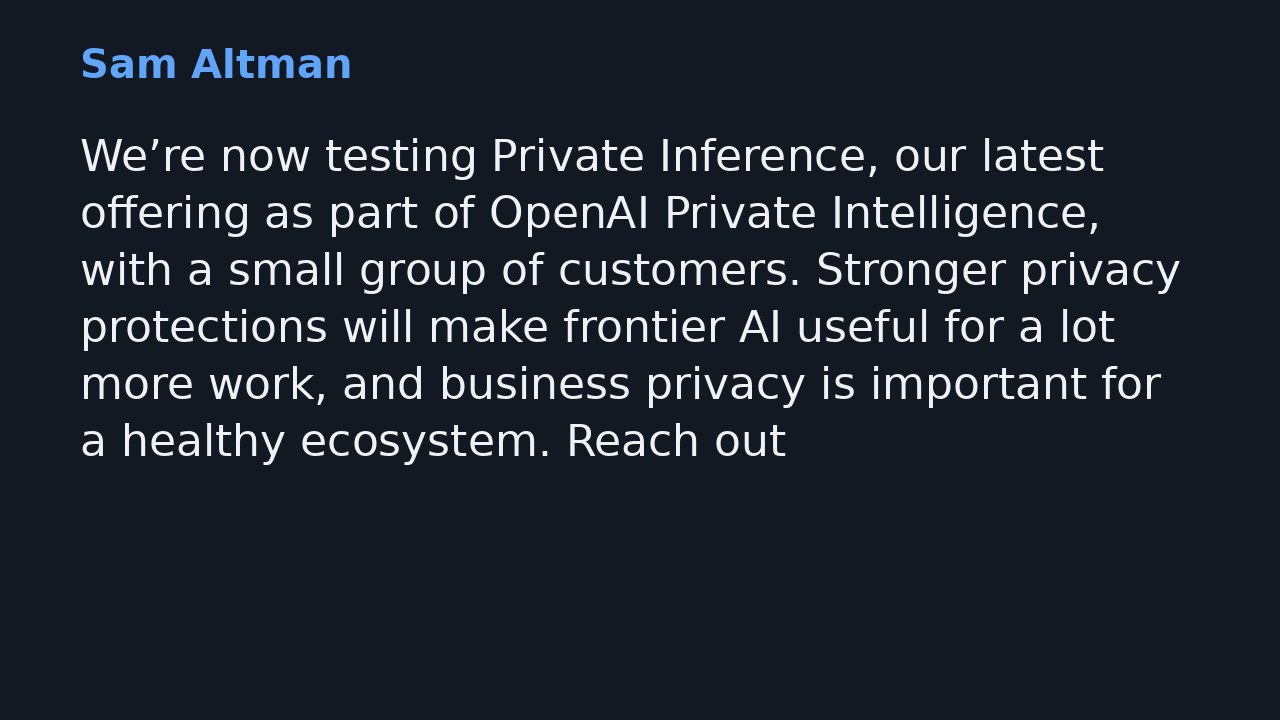 Sam Altman
We’re now testing Private Inference, our latest
offering as part of OpenAI Private Intelligence,
with a small group of customers. Stronger privacy
protections will make frontier AI useful for a lot
more work, and business privacy is important for
a healthy ecosystem. Reach out